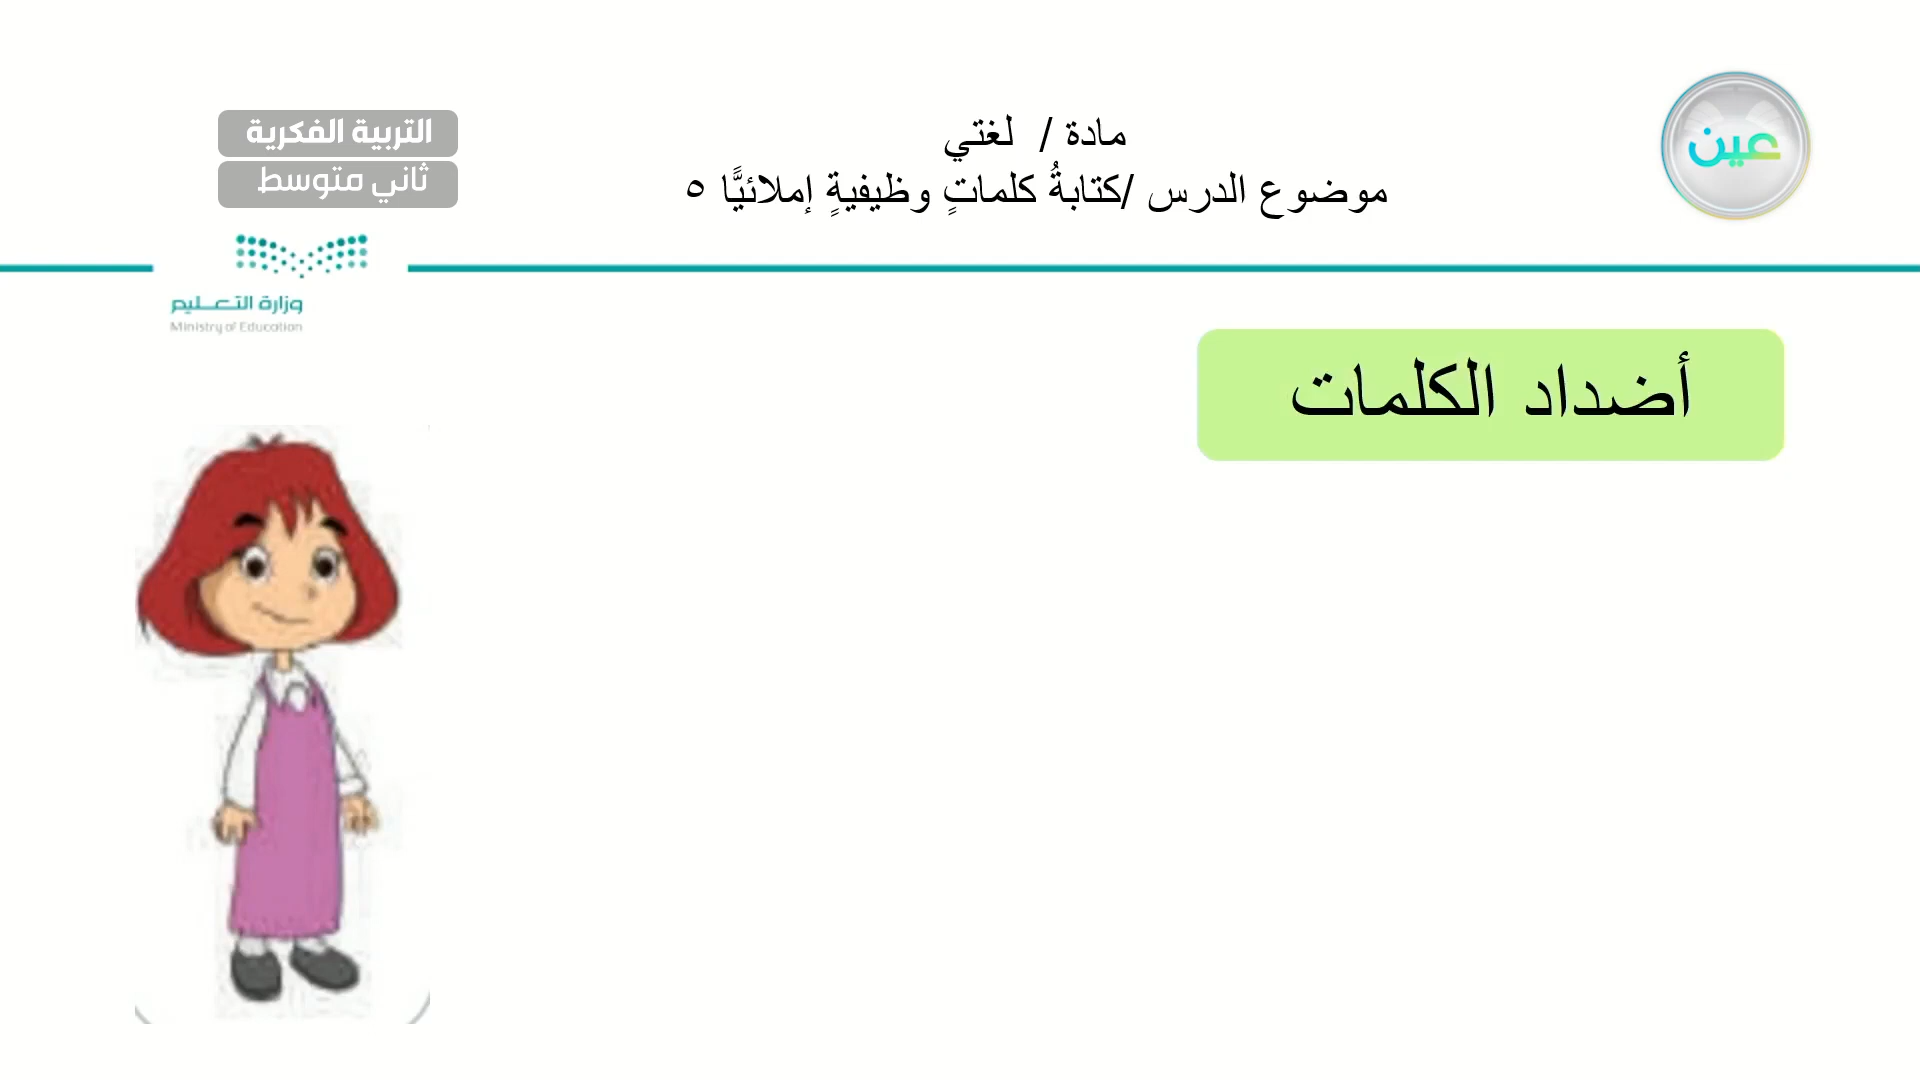 عين
مادة / لغتي
موضوع الدرس /كتابةُ كلماتٍ وظيفيةٍ إملائيًّا ٥
التربية الفكرية
ثاني متوسط
وزارة التعـــليم
Ministry of Education
أضداد الكلمات